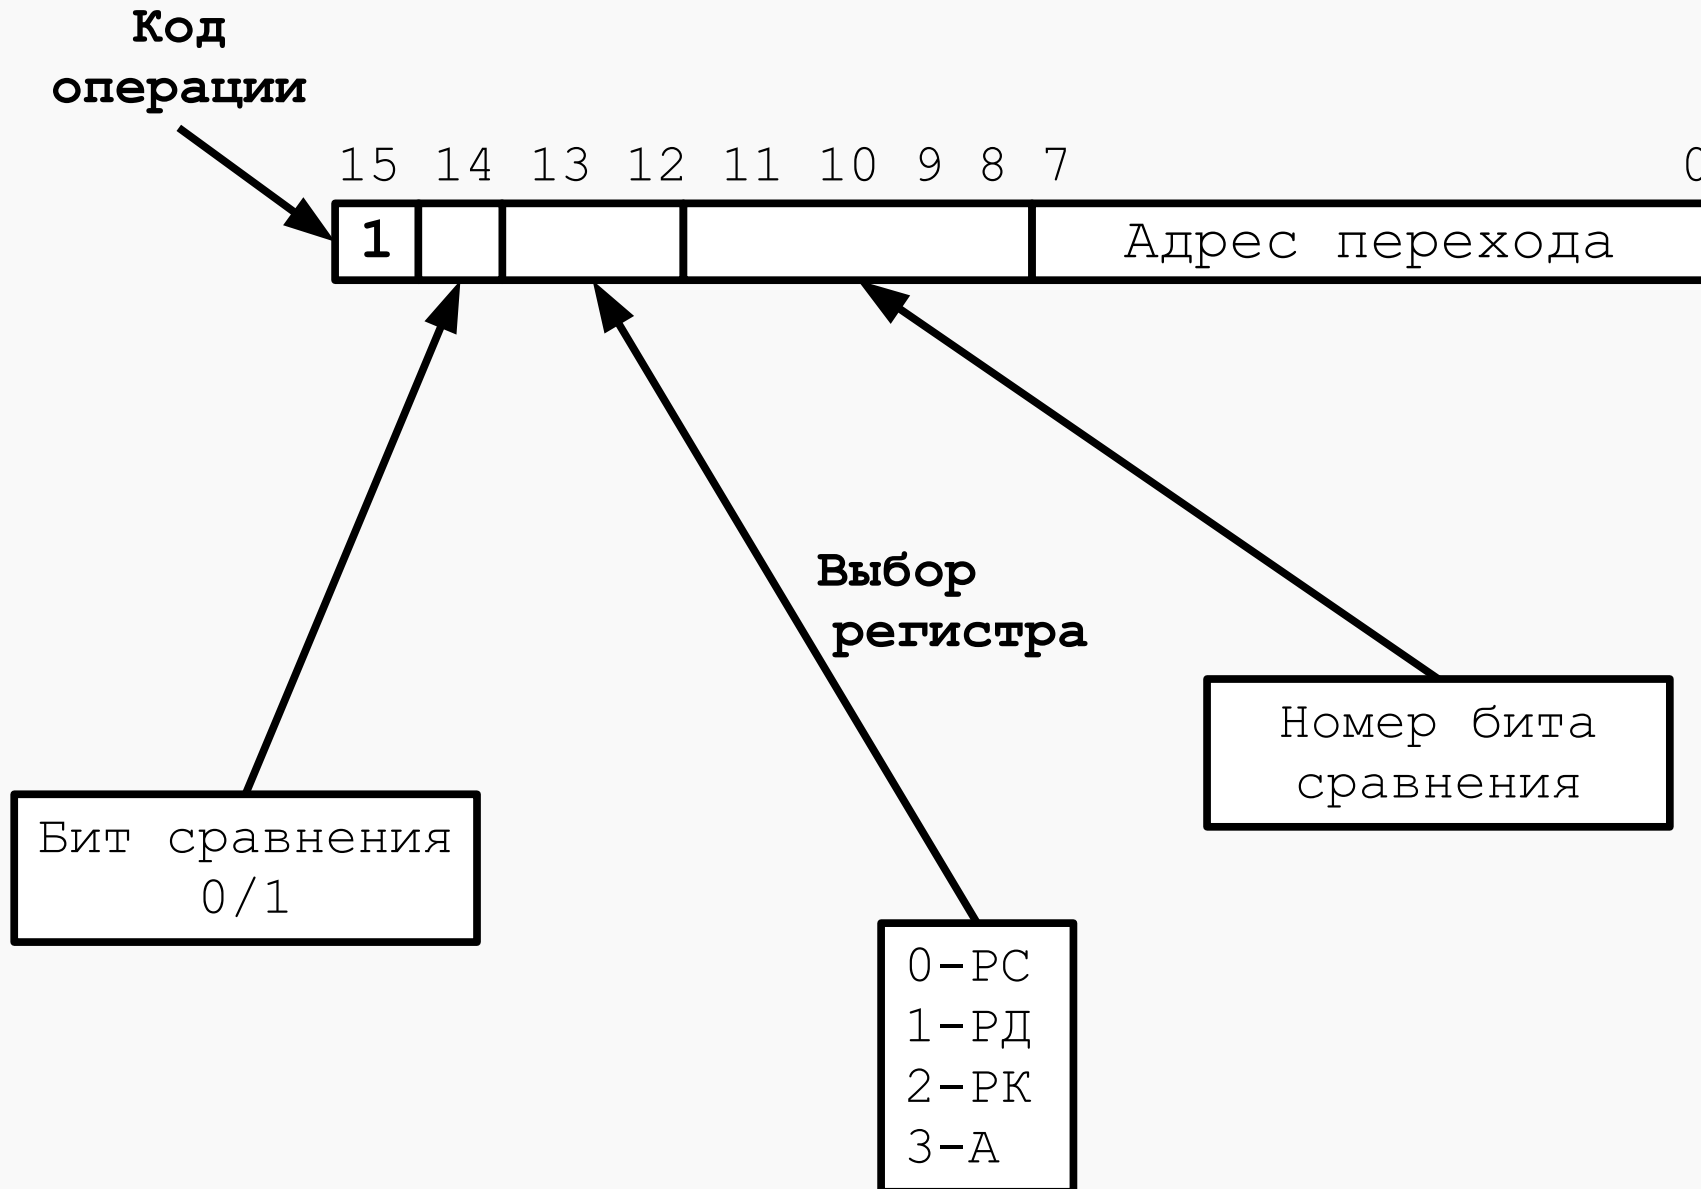 Код
операции
15 14 13 12 11 10 9 8 7 0
1 Адрес перехода
Выбор
регистра
Номер бита
сравнения
Бит сравнения
0/1
0-РС
1-РД
2-РК
3-А